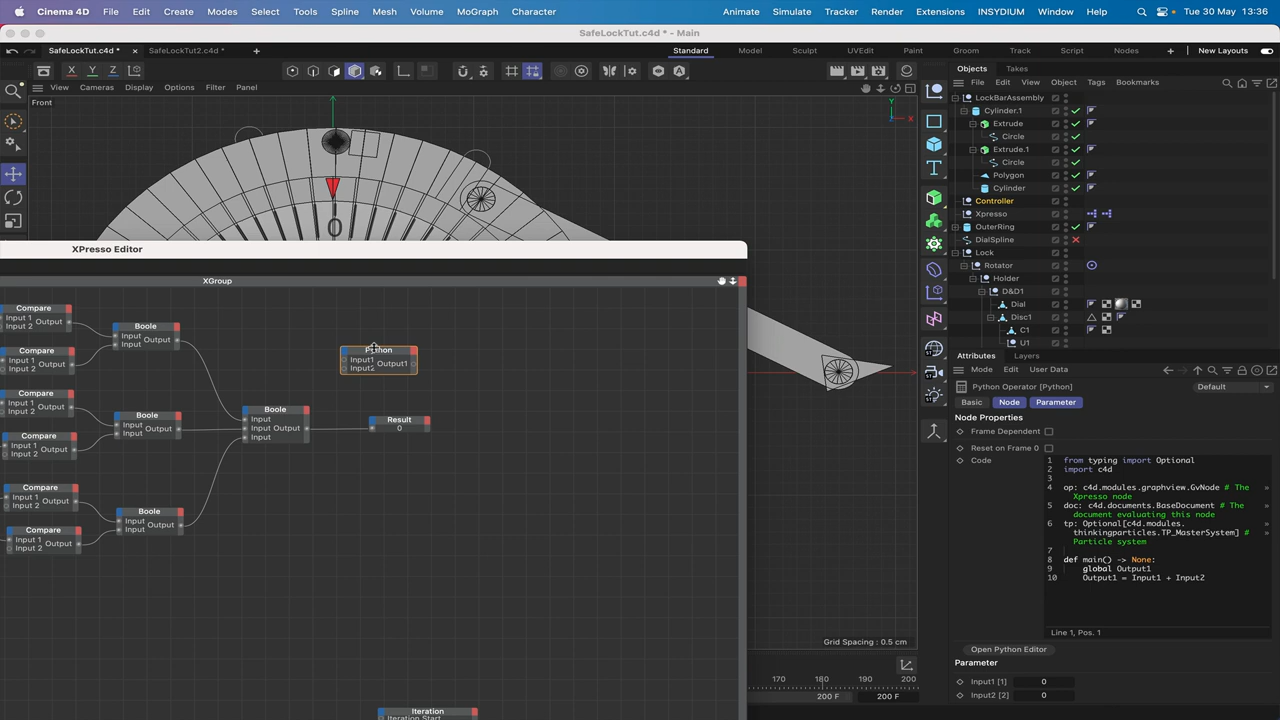 Cinema 4D File Edit Create Modes Select Tools Spline Mesh Volume MoGraph Character Animate Simulate Tracker Render Extensions INSYDIUM Window Help Tue 30 May 13:36
SafeLockTut.c4d * - Main
SafeLockTut.c4d * SafeLockTut2.c4d * Standard Model Sculpt UVEdit Paint Groom Track Script Nodes New Layouts
X Y Z
View Cameras Display Options Filter Panel
Front
Y
X
0
Objects Takes
File Edit View Object Tags Bookmarks
LockBarAssembly
Cylinder.1
Extrude
Circle
Extrude.1
Circle
Polygon
Cylinder
Controller
Xpresso
OuterRing
DialSpline
Lock
Rotator
Holder
D&D1
Dial
Disc1
C1
U1
XPresso Editor
XGroup
Compare
Input 1 Output
Input 2
Compare
Input 1 Output
Input 2
Compare
Input 1 Output
Input 2
Compare
Input 1 Output
Input 2
Compare
Input 1 Output
Input 2
Compare
Input 1 Output
Input 2
Boole
Input Output
Input
Boole
Input Output
Input
Boole
Input Output
Input
Boole
Input
Input Output
Input
Python
Input1 Output1
Input2
Result
0
Iteration
Iteration Start
Grid Spacing : 0.5 cm
170 180 190 200
200 F 200 F
Attributes Layers
Mode Edit User Data
Python Operator [Python] Default
Basic Node Parameter
Node Properties
Frame Dependent
Reset on Frame 0
Code
1 from typing import Optional
2 import c4d
3
4 op: c4d.modules.graphview.GvNode # The »
Xpresso node
5 doc: c4d.documents.BaseDocument # The »
document evaluating this node
6 tp: Optional[c4d.modules. »
thinkingparticles.TP_MasterSystem] #
Particle system
7
8 def main() -> None:
9 global Output1
10 Output1 = Input1 + Input2
Line 1, Pos. 1
Open Python Editor
Parameter
Input1 [1] 0
Input2 [2] 0